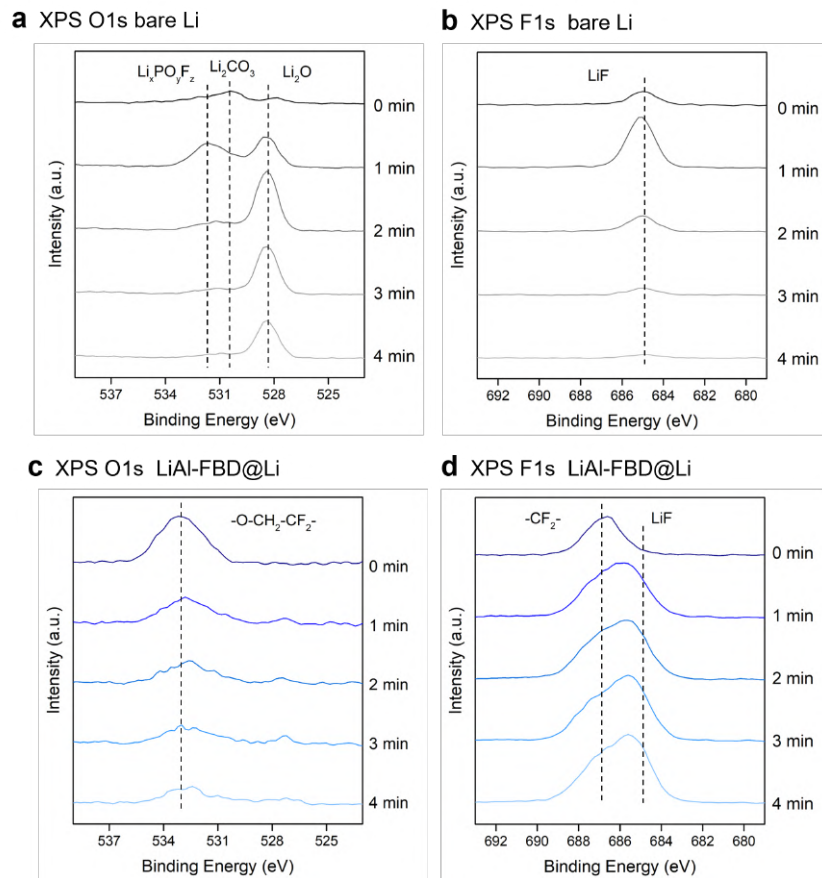 a XPS O1s bare Li
Li₂CO₃
LiₓPOᵧF_z
Li₂O
0 min
1 min
2 min
3 min
4 min
Intensity (a.u.)
537 534 531 528 525
Binding Energy (eV)
b XPS F1s bare Li
LiF
0 min
1 min
2 min
3 min
4 min
Intensity (a.u.)
692 690 688 686 684 682 680
Binding Energy (eV)
c XPS O1s LiAl-FBD@Li
-O-CH₂-CF₂-
0 min
1 min
2 min
3 min
4 min
Intensity (a.u.)
537 534 531 528 525
Binding Energy (eV)
d XPS F1s LiAl-FBD@Li
-CF₂- LiF
0 min
1 min
2 min
3 min
4 min
Intensity (a.u.)
692 690 688 686 684 682 680
Binding Energy (eV)